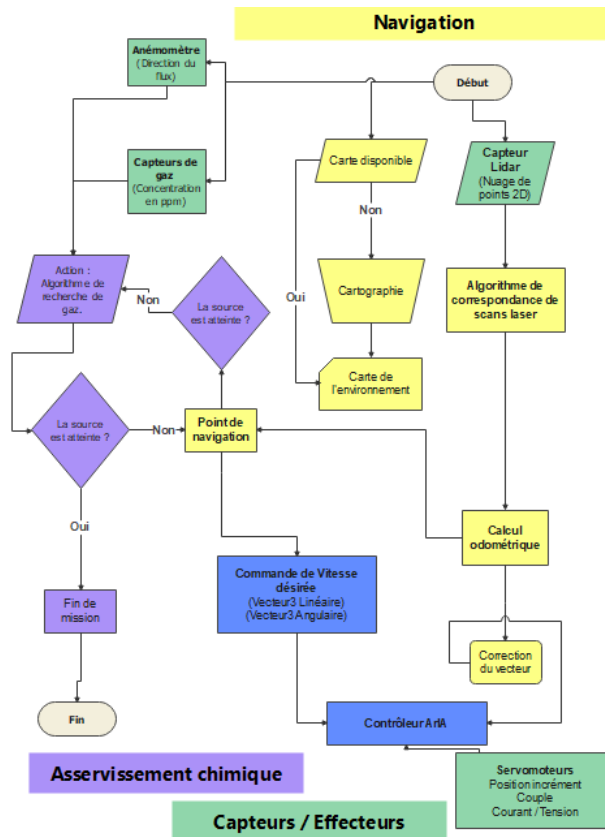 Navigation
Anémomètre
(Direction du
flux)
Début
Capteurs de
gaz
(Concentration
en ppm)
Carte disponible
Capteur
Lidar
(Nuage de
points 2D)
Non
Action :
Algorithme de
recherche de
gaz.
Non
La source
est atteinte ?
Oui
Cartographie
Algorithme de
correspondance de
scans laser
Carte de
l'environnement
La source
est atteinte ?
Non
Point de
navigation
Oui
Calcul
odométrique
Commande de Vitesse
désirée
(Vecteur3 Linéaire)
(Vecteur3 Angulaire)
Fin de
mission
Correction
du vecteur
Fin
Contrôleur ArIA
Asservissement chimique
Servomoteurs
Position incrément
Couple
Courant / Tension
Capteurs / Effecteurs